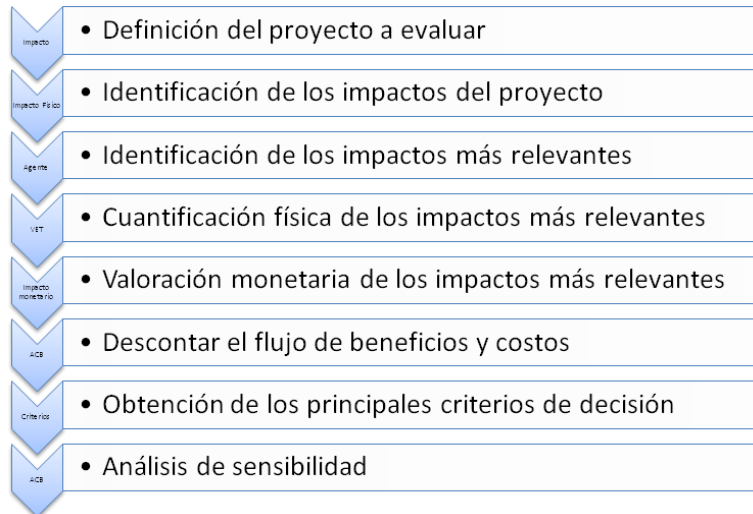 Impacto
• Definición del proyecto a evaluar
Impacto Físico
• Identificación de los impactos del proyecto
Agente
• Identificación de los impactos más relevantes
VET
• Cuantificación física de los impactos más relevantes
Impacto
monetario
• Valoración monetaria de los impactos más relevantes
ACB
• Descontar el flujo de beneficios y costos
Criterios
• Obtención de los principales criterios de decisión
ACB
• Análisis de sensibilidad